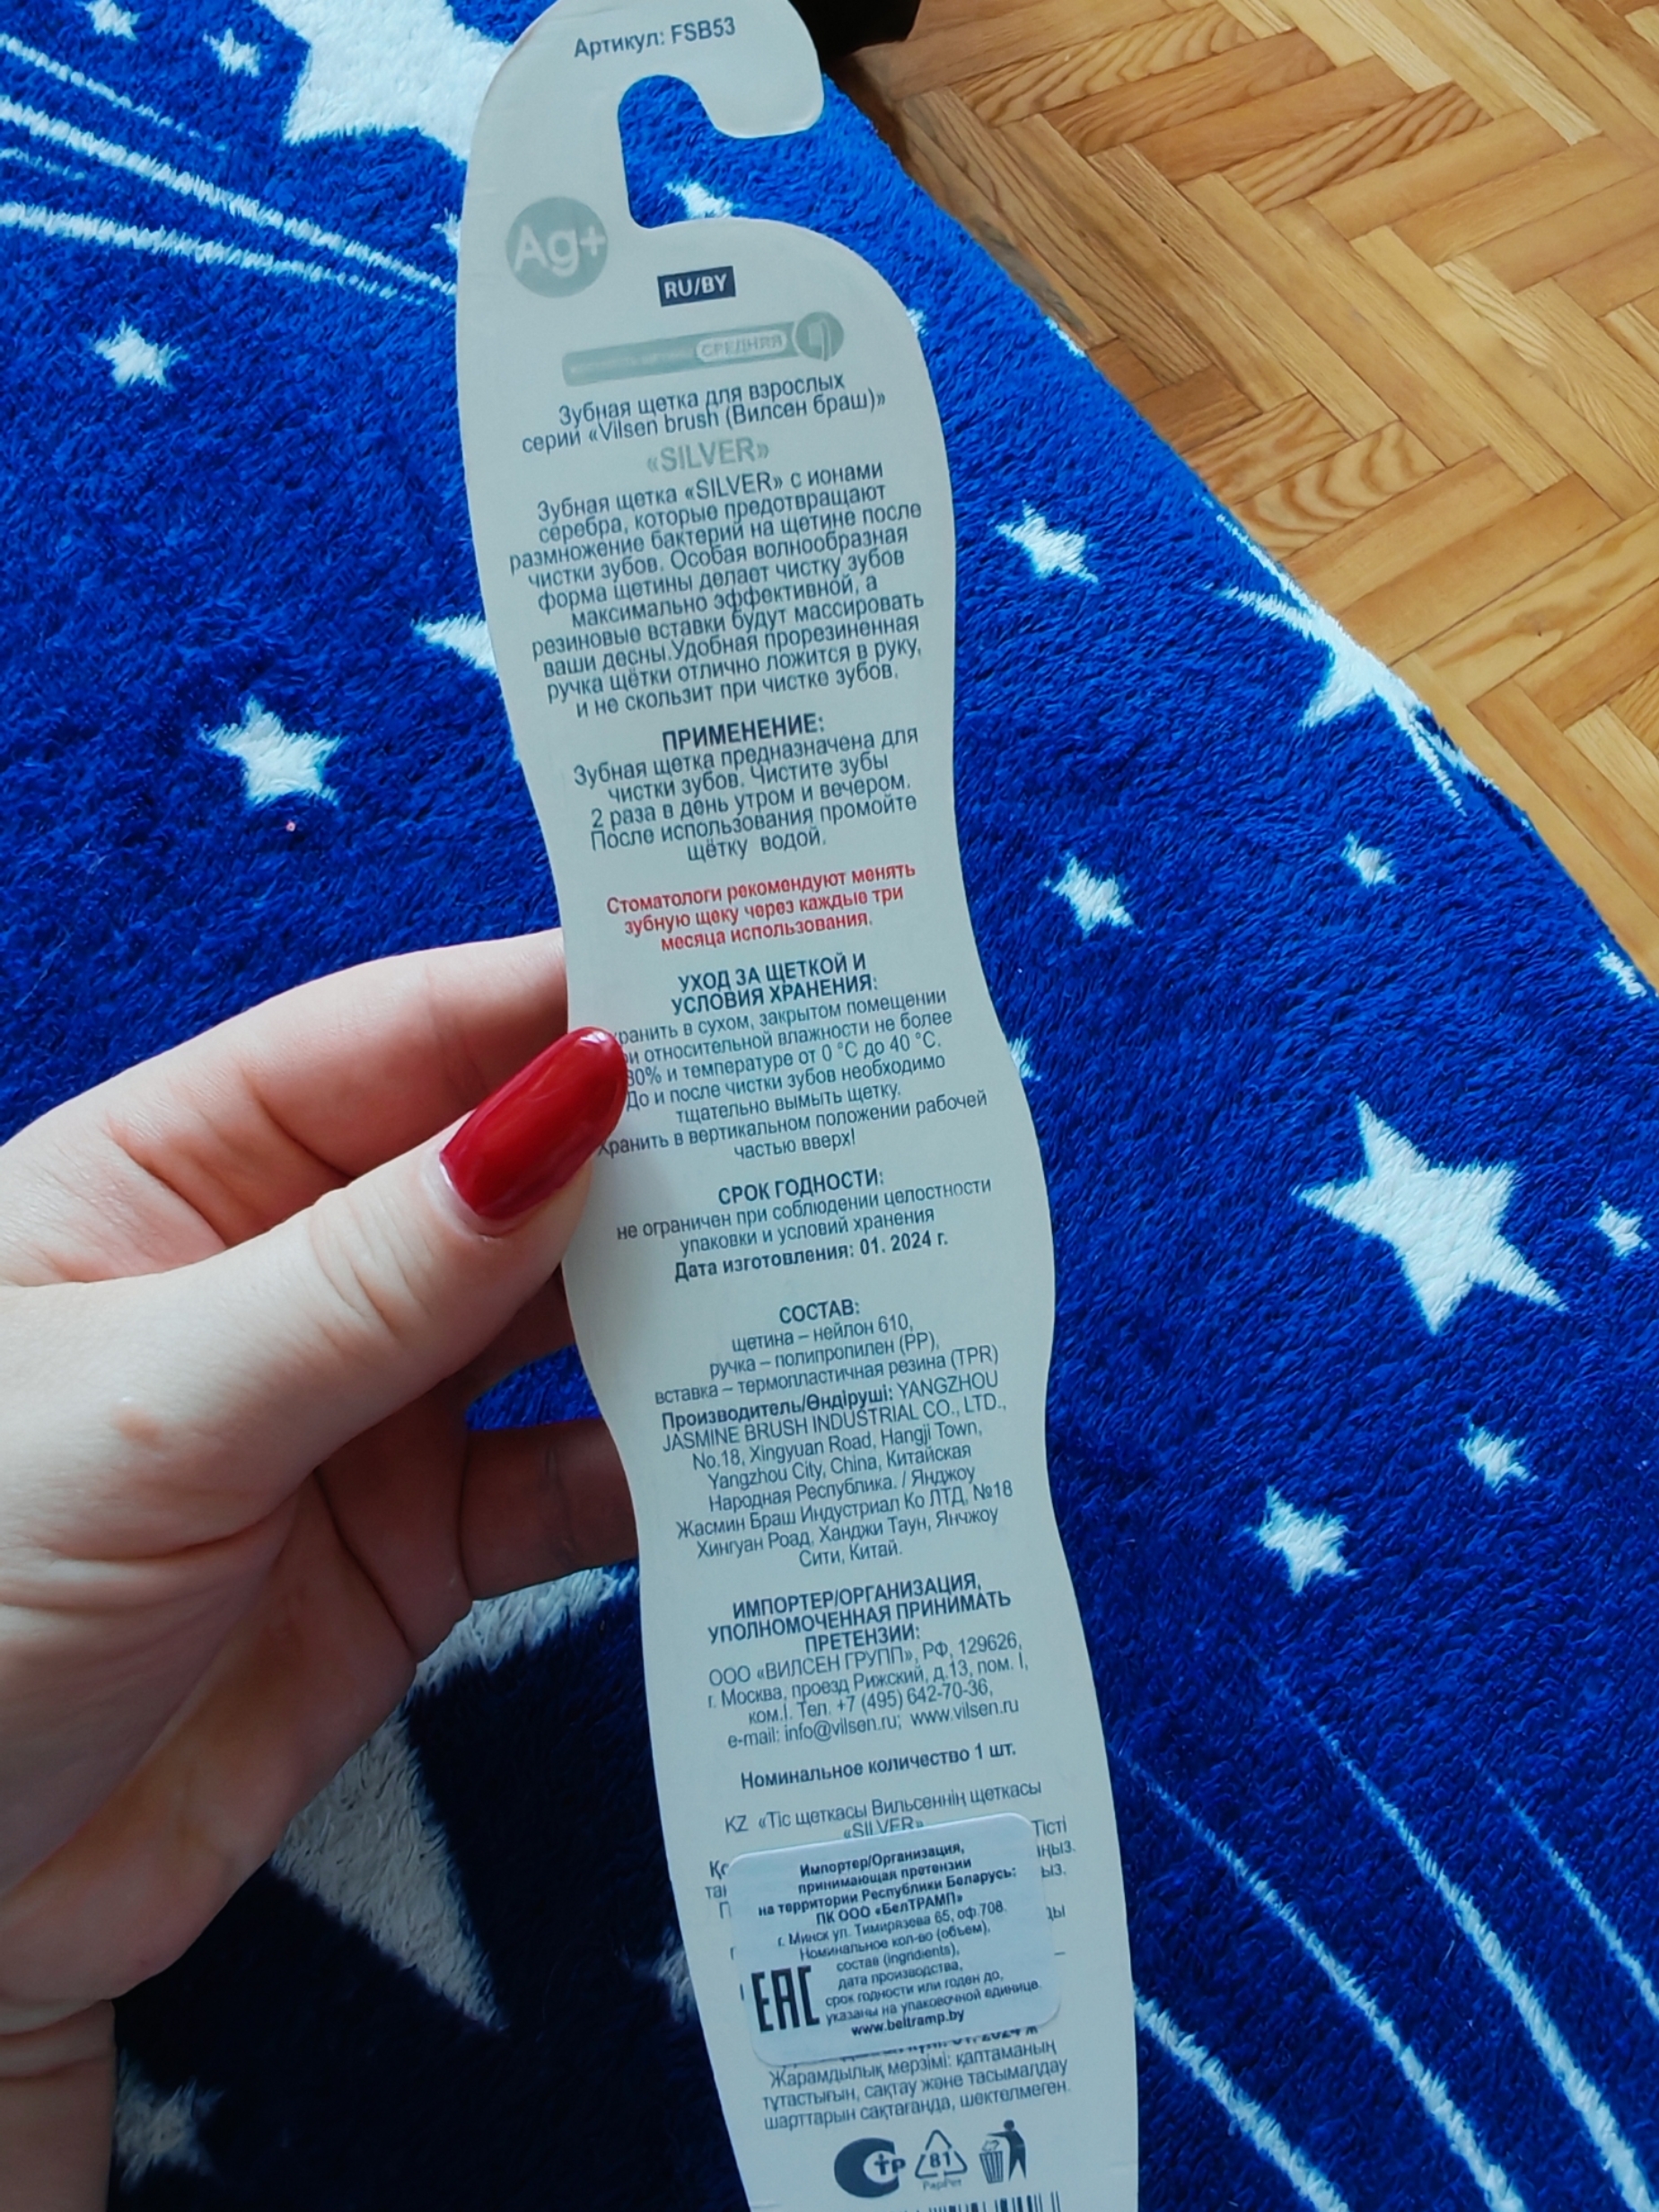 Артикул: FSB53
Ag+
RU/BY
СРЕДНЯЯ
Зубная щетка для взрослых
серии «Vilsen brush (Вилсен браш)»
«SILVER»
Зубная щетка «SILVER» с ионами
серебра, которые предотвращают
размножение бактерий на щетине после
чистки зубов. Особая волнообразная
форма щетины делает чистку зубов
максимально эффективной, а
резиновые вставки будут массировать
ваши десны.Удобная прорезиненная
ручка щётки отлично ложится в руку,
и не скользит при чистке зубов.
ПРИМЕНЕНИЕ:
Зубная щетка предназначена для
чистки зубов. Чистите зубы
2 раза в день утром и вечером.
После использования промойте
щётку водой.
Стоматологи рекомендуют менять
зубную щеку через каждые три
месяца использования.
УХОД ЗА ЩЕТКОЙ И
УСЛОВИЯ ХРАНЕНИЯ:
хранить в сухом, закрытом помещении
относительной влажности не более
и температуре от 0 °С до 40 °С.
До и после чистки зубов необходимо
тщательно вымыть щетку.
Хранить в вертикальном положении рабочей
частью вверх!
СРОК ГОДНОСТИ:
не ограничен при соблюдении целостности
упаковки и условий хранения
Дата изготовления: 01. 2024 г.
СОСТАВ:
щетина – нейлон 610,
ручка – полипропилен (PP),
вставка – термопластичная резина (TPR)
Производитель/Өндіруші: YANGZHOU
JASMINE BRUSH INDUSTRIAL CO., LTD.,
No.18, Xingyuan Road, Hangji Town,
Yangzhou City, China, Китайская
Народная Республика. / Янджоу
Жасмин Браш Индустриал Ко ЛТД, №18
Хингуан Роад, Ханджи Таун, Янчжоу
Сити, Китай.
ИМПОРТЕР/ОРГАНИЗАЦИЯ,
УПОЛНОМОЧЕННАЯ ПРИНИМАТЬ
ПРЕТЕНЗИИ:
ООО «ВИЛСЕН ГРУПП», РФ, 129626,
г. Москва, проезд Рижский, д.13, пом. I,
ком.I. Тел. +7 (495) 642-70-36,
e-mail: info@vilsen.ru; www.vilsen.ru
Номинальное количество 1 шт.
KZ «Тіс щеткасы Вильсеннің щеткасы
«SILVER» Тісті
Импортер/Организация,
принимающая претензии
на территории Республики Беларусь:
ПК ООО «БелТРАМП»
г. Минск ул. Тимирязева 65, оф.708.
Номинальное кол-во (объем),
состав (ingridients),
дата производства,
срок годности или годен до,
указаны на упаковочной единице.
www.beltramp.by
EAC
Жарамдылық мерзімі: қаптаманың
тұтастығын, сақтау және тасымалдау
шарттарын сақтағанда, шектелмеген.
81
PapPet